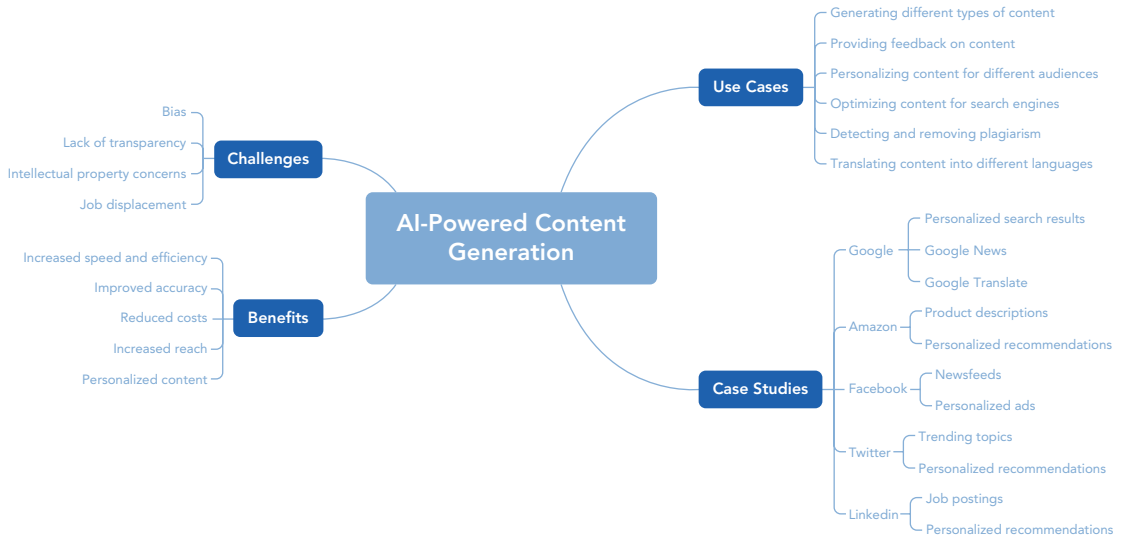 AI-Powered Content
Generation
Use Cases
Generating different types of content
Providing feedback on content
Personalizing content for different audiences
Optimizing content for search engines
Detecting and removing plagiarism
Translating content into different languages
Case Studies
Google
Personalized search results
Google News
Google Translate
Amazon
Product descriptions
Personalized recommendations
Facebook
Newsfeeds
Personalized ads
Twitter
Trending topics
Personalized recommendations
Linkedin
Job postings
Personalized recommendations
Challenges
Bias
Lack of transparency
Intellectual property concerns
Job displacement
Benefits
Increased speed and efficiency
Improved accuracy
Reduced costs
Increased reach
Personalized content